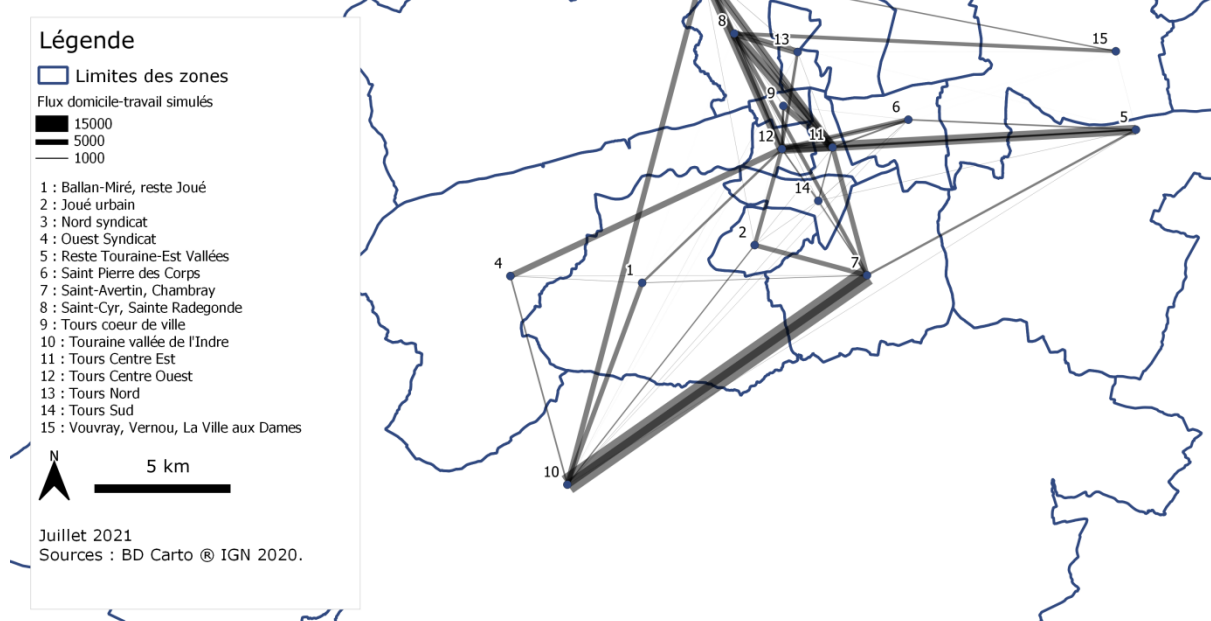 Légende
Limites des zones
Flux domicile-travail simulés
15000
5000
1000
1 : Ballan-Miré, reste Joué
2 : Joué urbain
3 : Nord syndicat
4 : Ouest Syndicat
5 : Reste Touraine-Est Vallées
6 : Saint Pierre des Corps
7 : Saint-Avertin, Chambray
8 : Saint-Cyr, Sainte Radegonde
9 : Tours coeur de ville
10 : Touraine vallée de l'Indre
11 : Tours Centre Est
12 : Tours Centre Ouest
13 : Tours Nord
14 : Tours Sud
15 : Vouvray, Vernou, La Ville aux Dames
N
5 km
Juillet 2021
Sources : BD Carto ® IGN 2020.
8
13
15
9
6
5
12
11
14
2
4
1
7
10